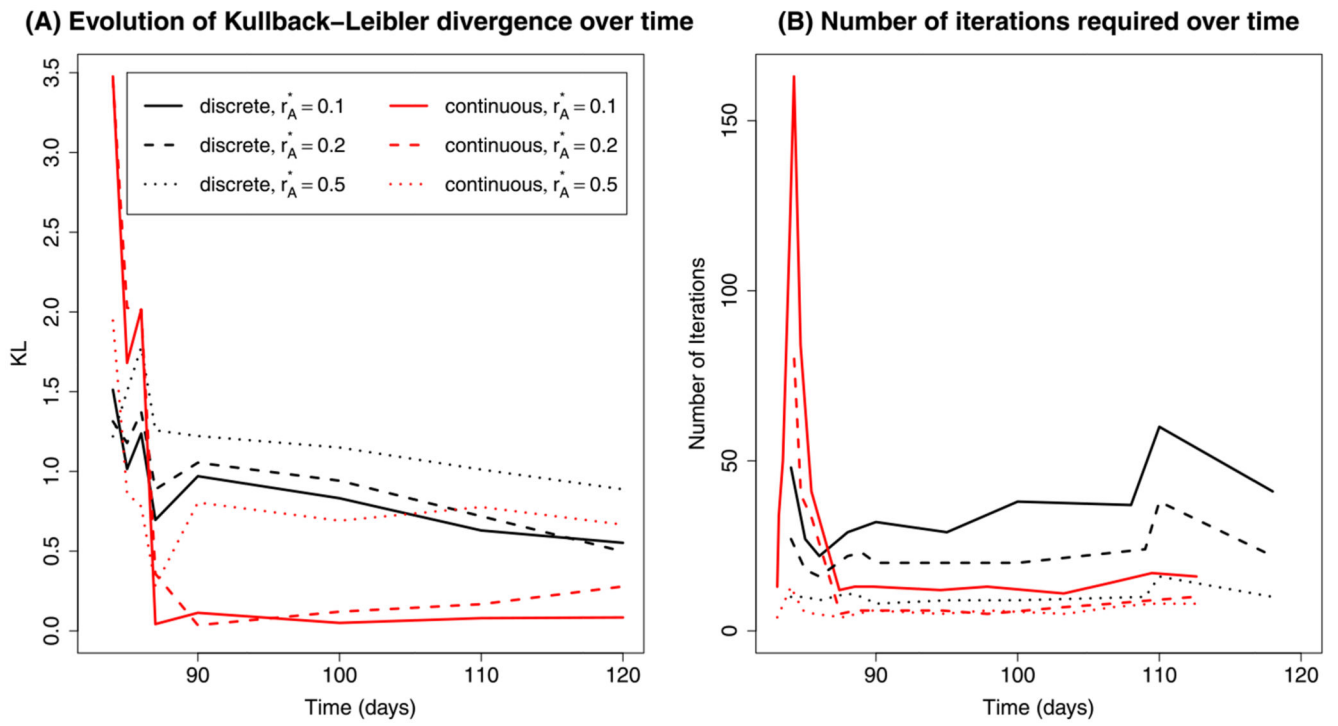 (A) Evolution of Kullback–Leibler divergence over time
3.5
3.0
2.5
2.0
1.5
1.0
0.5
0.0
KL
discrete, r*A = 0.1
discrete, r*A = 0.2
discrete, r*A = 0.5
continuous, r*A = 0.1
continuous, r*A = 0.2
continuous, r*A = 0.5
90 100 110 120
Time (days)
(B) Number of iterations required over time
150
100
50
0
Number of Iterations
90 100 110 120
Time (days)